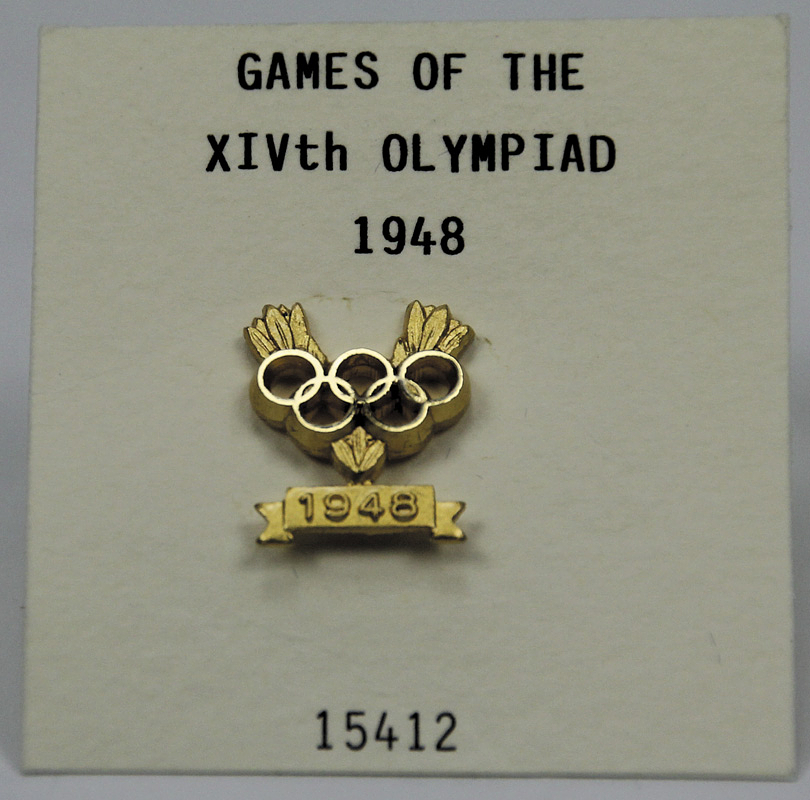 GAMES OF THE
XIVth OLYMPIAD
1948
1948
15412